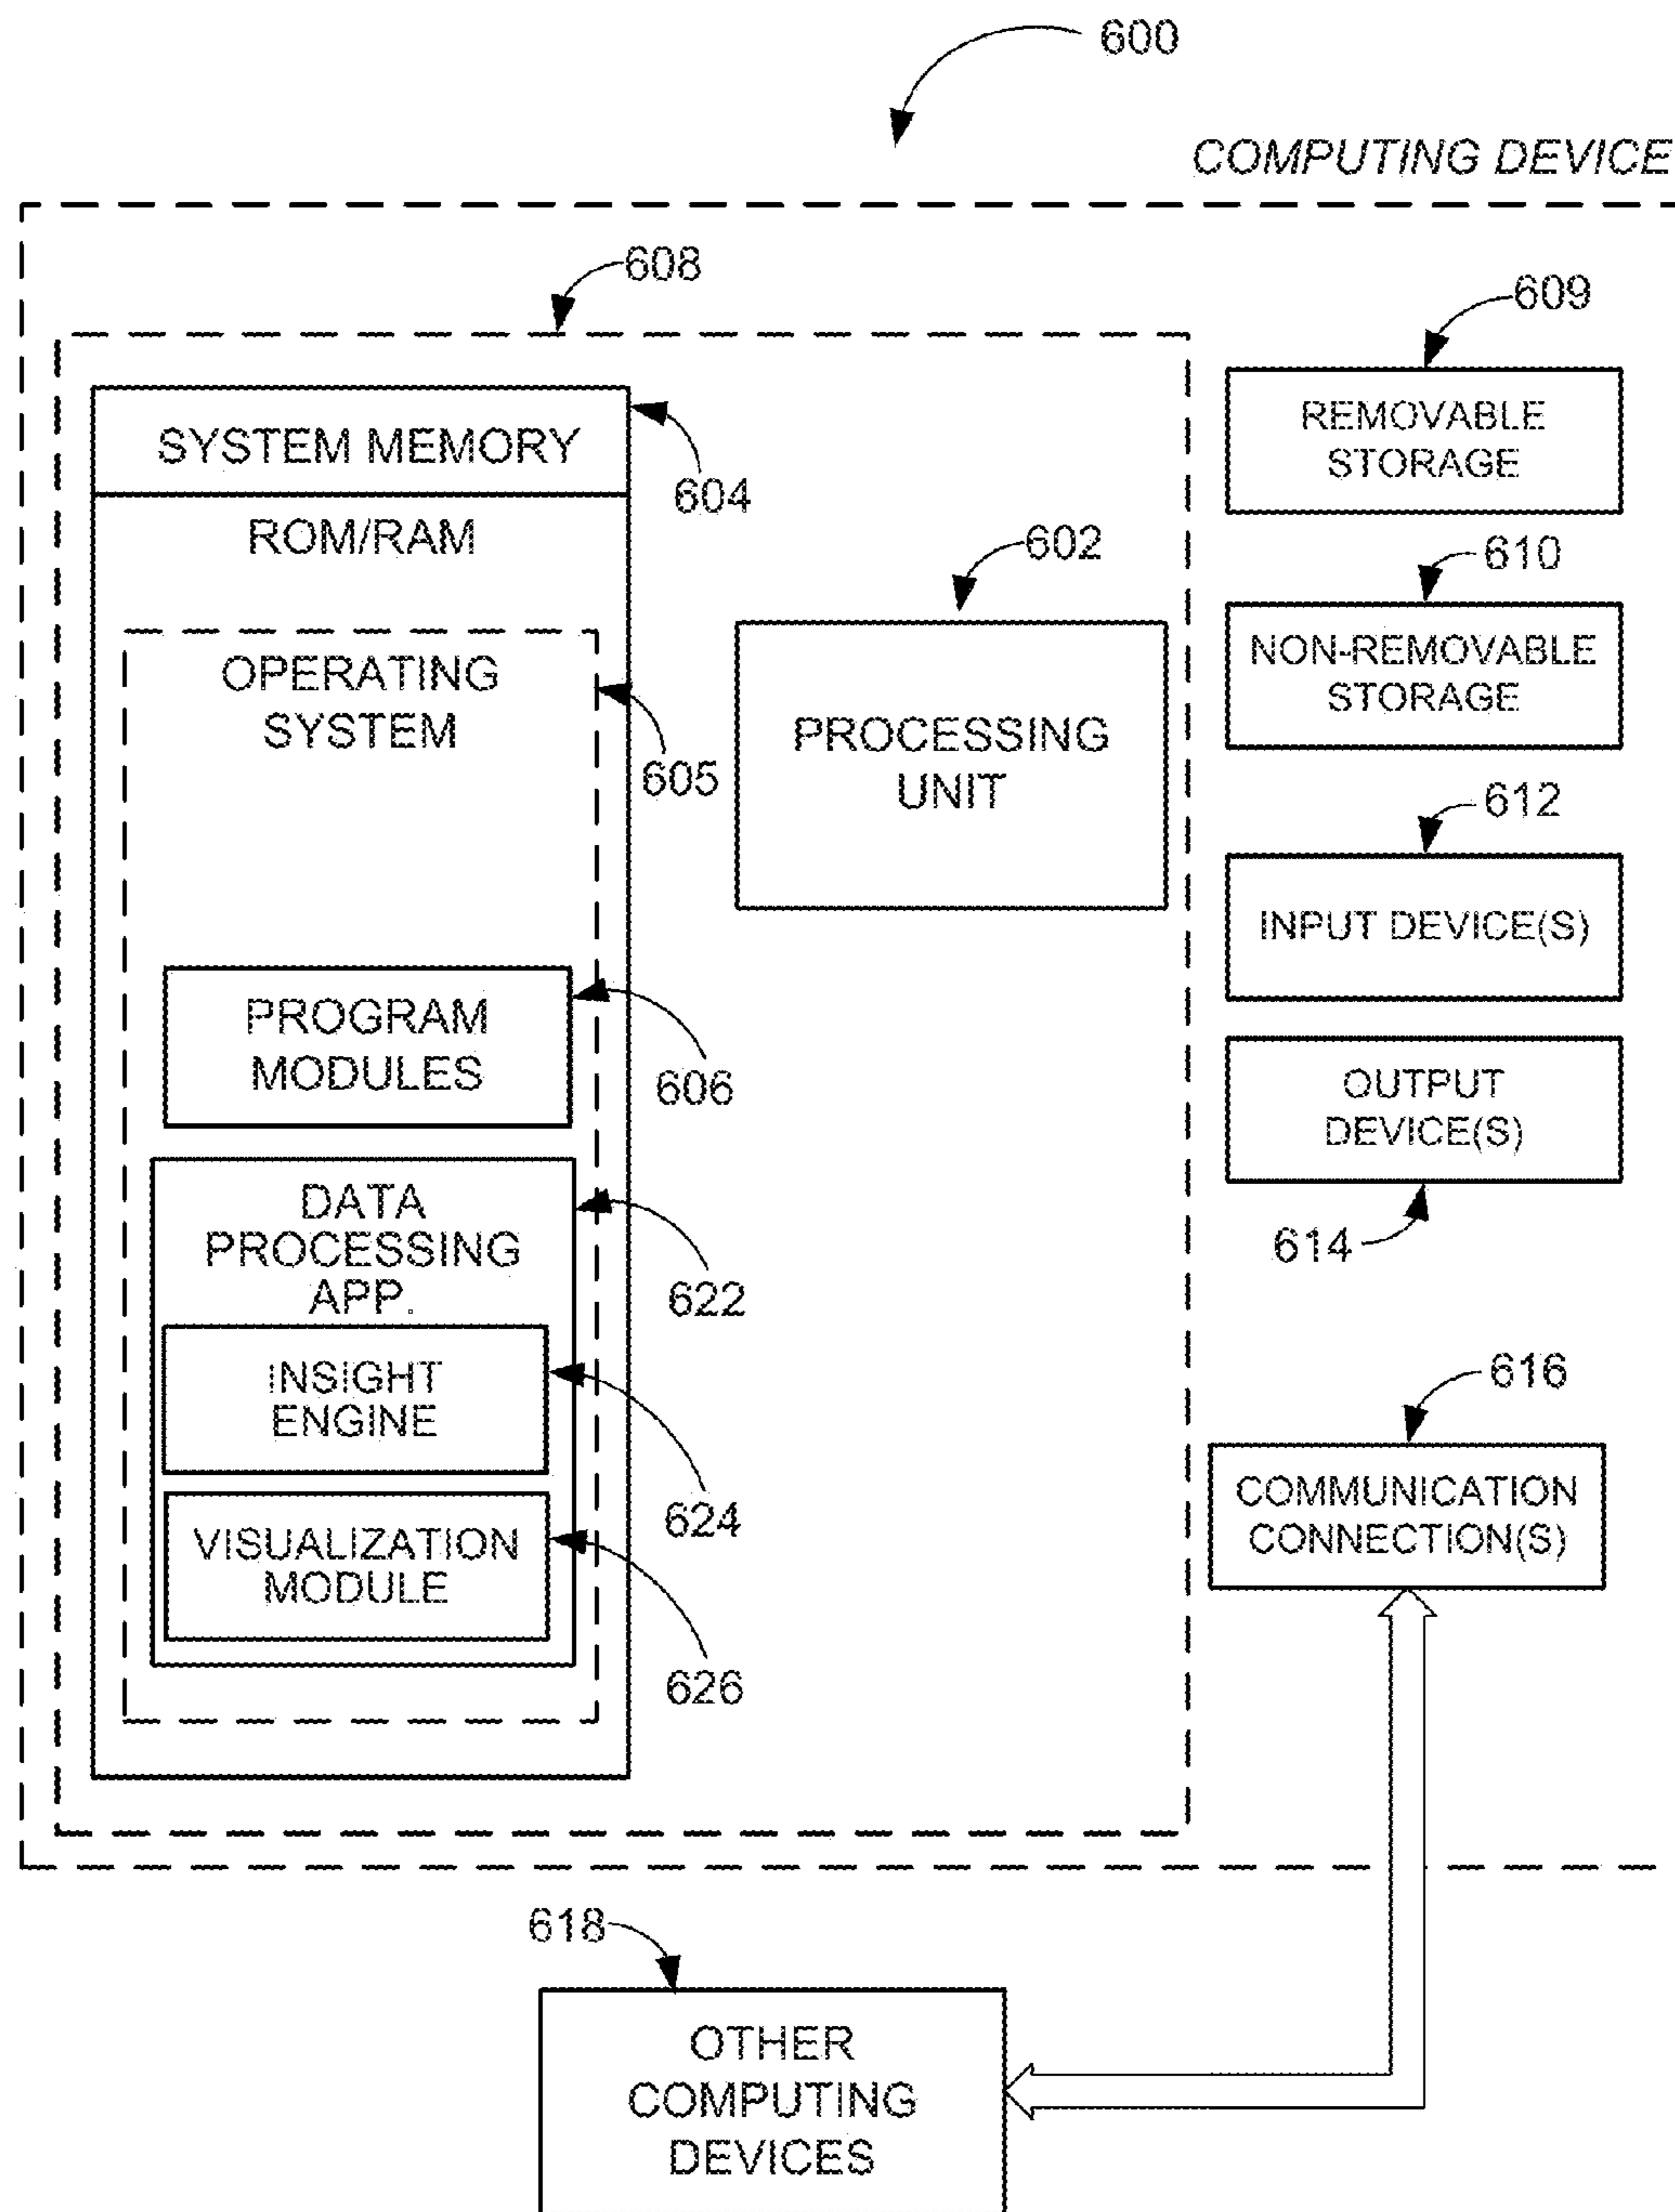 600
COMPUTING DEVICE
608
609
SYSTEM MEMORY
604
REMOVABLE
STORAGE
ROM/RAM
602
610
OPERATING
SYSTEM
605
PROCESSING
UNIT
NON-REMOVABLE
STORAGE
612
INPUT DEVICE(S)
PROGRAM
MODULES
606
OUTPUT
DEVICE(S)
614
DATA
PROCESSING
APP.
622
INSIGHT
ENGINE
624
616
COMMUNICATION
CONNECTION(S)
VISUALIZATION
MODULE
626
618
OTHER
COMPUTING
DEVICES